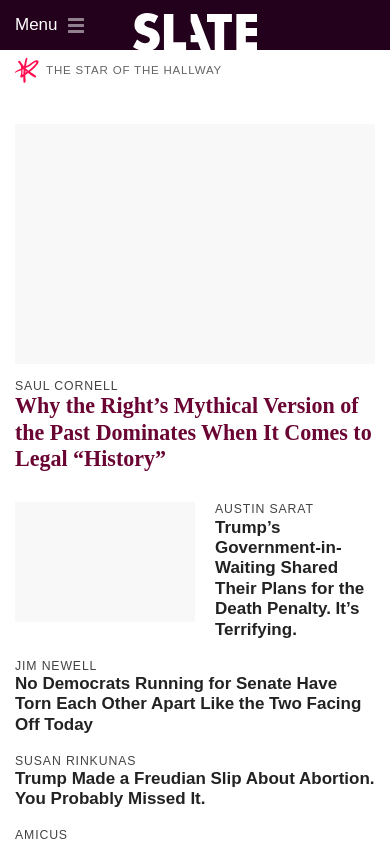 Menu
SLATE
THE STAR OF THE HALLWAY
SAUL CORNELL
Why the Right’s Mythical Version of
the Past Dominates When It Comes to
Legal “History”
AUSTIN SARAT
Trump’s
Government-in-
Waiting Shared
Their Plans for the
Death Penalty. It’s
Terrifying.
JIM NEWELL
No Democrats Running for Senate Have
Torn Each Other Apart Like the Two Facing
Off Today
SUSAN RINKUNAS
Trump Made a Freudian Slip About Abortion.
You Probably Missed It.
AMICUS